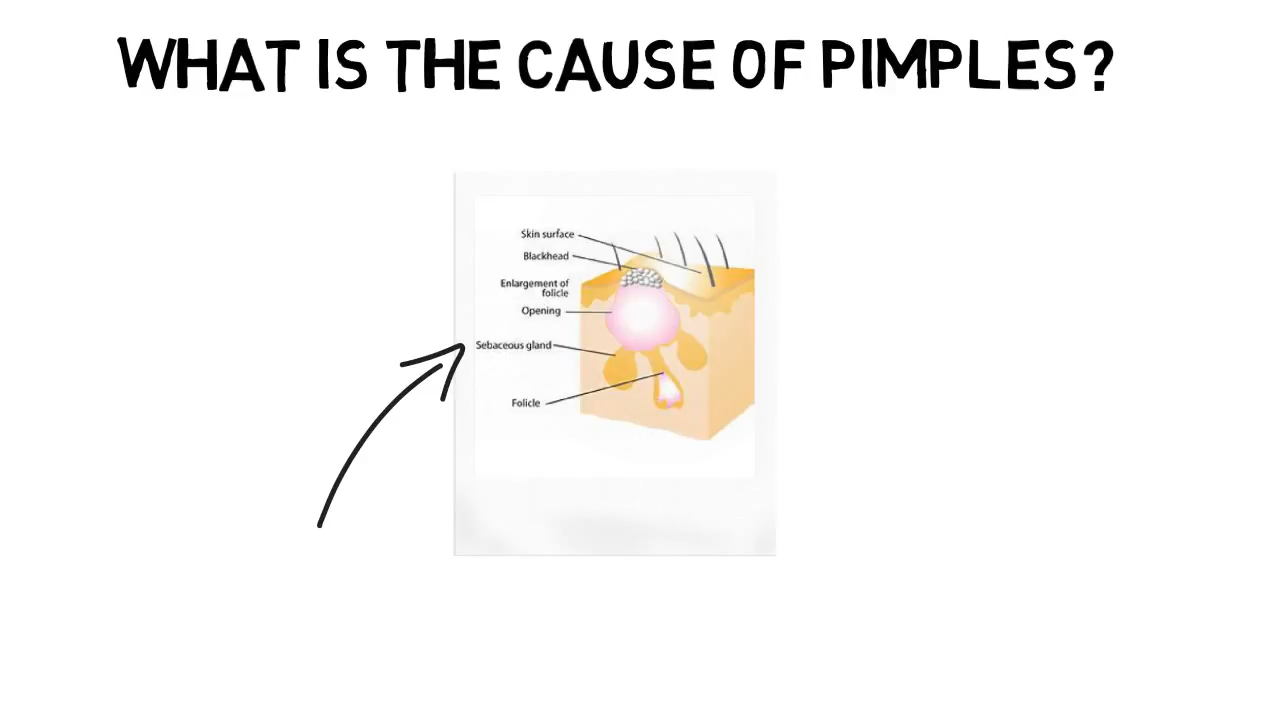 WHAT IS THE CAUSE OF PIMPLES?
Skin surface
Blackhead
Enlargement of
folicle
Opening
Sebaceous gland
Folicle